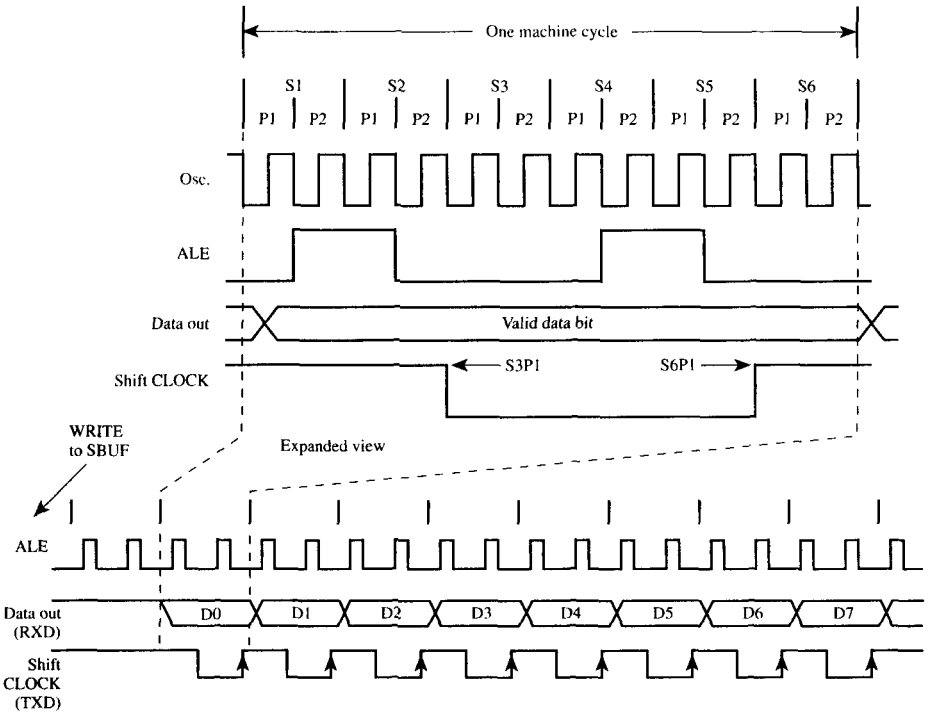 One machine cycle
S1 S2 S3 S4 S5 S6
P1 P2 P1 P2 P1 P2 P1 P2 P1 P2 P1 P2
Osc.
ALE
Data out
Valid data bit
Shift CLOCK
S3P1 S6P1
WRITE
to SBUF
Expanded view
ALE
Data out
(RXD)
D0 D1 D2 D3 D4 D5 D6 D7
Shift
CLOCK
(TXD)